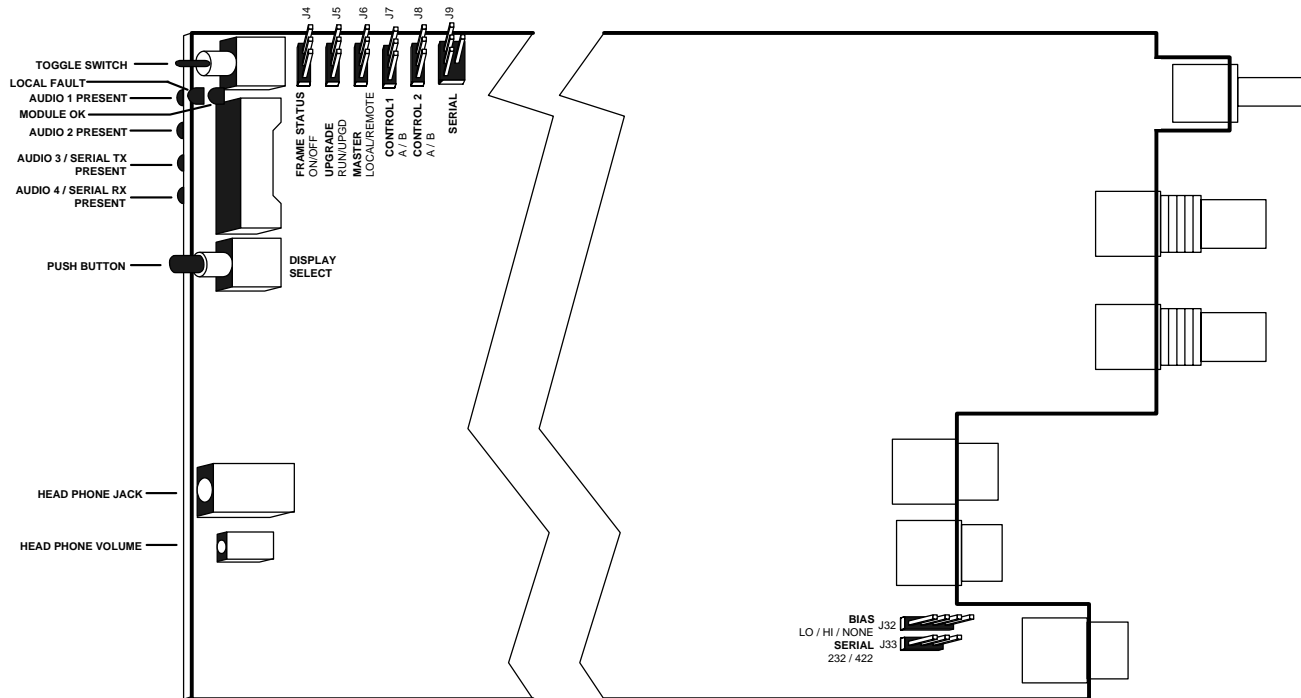 TOGGLE SWITCH
LOCAL FAULT
AUDIO 1 PRESENT
MODULE OK
AUDIO 2 PRESENT
AUDIO 3 / SERIAL TX
PRESENT
AUDIO 4 / SERIAL RX
PRESENT
PUSH BUTTON
HEAD PHONE JACK
HEAD PHONE VOLUME
DISPLAY
SELECT
J4
J5
J6
J7
J8
J9
FRAME STATUS
ON/OFF
UPGRADE
RUN/UPGD
MASTER
LOCAL/REMOTE
CONTROL1
A / B
CONTROL 2
A / B
SERIAL
BIAS
LO / HI / NONE
J32
SERIAL
232 / 422
J33